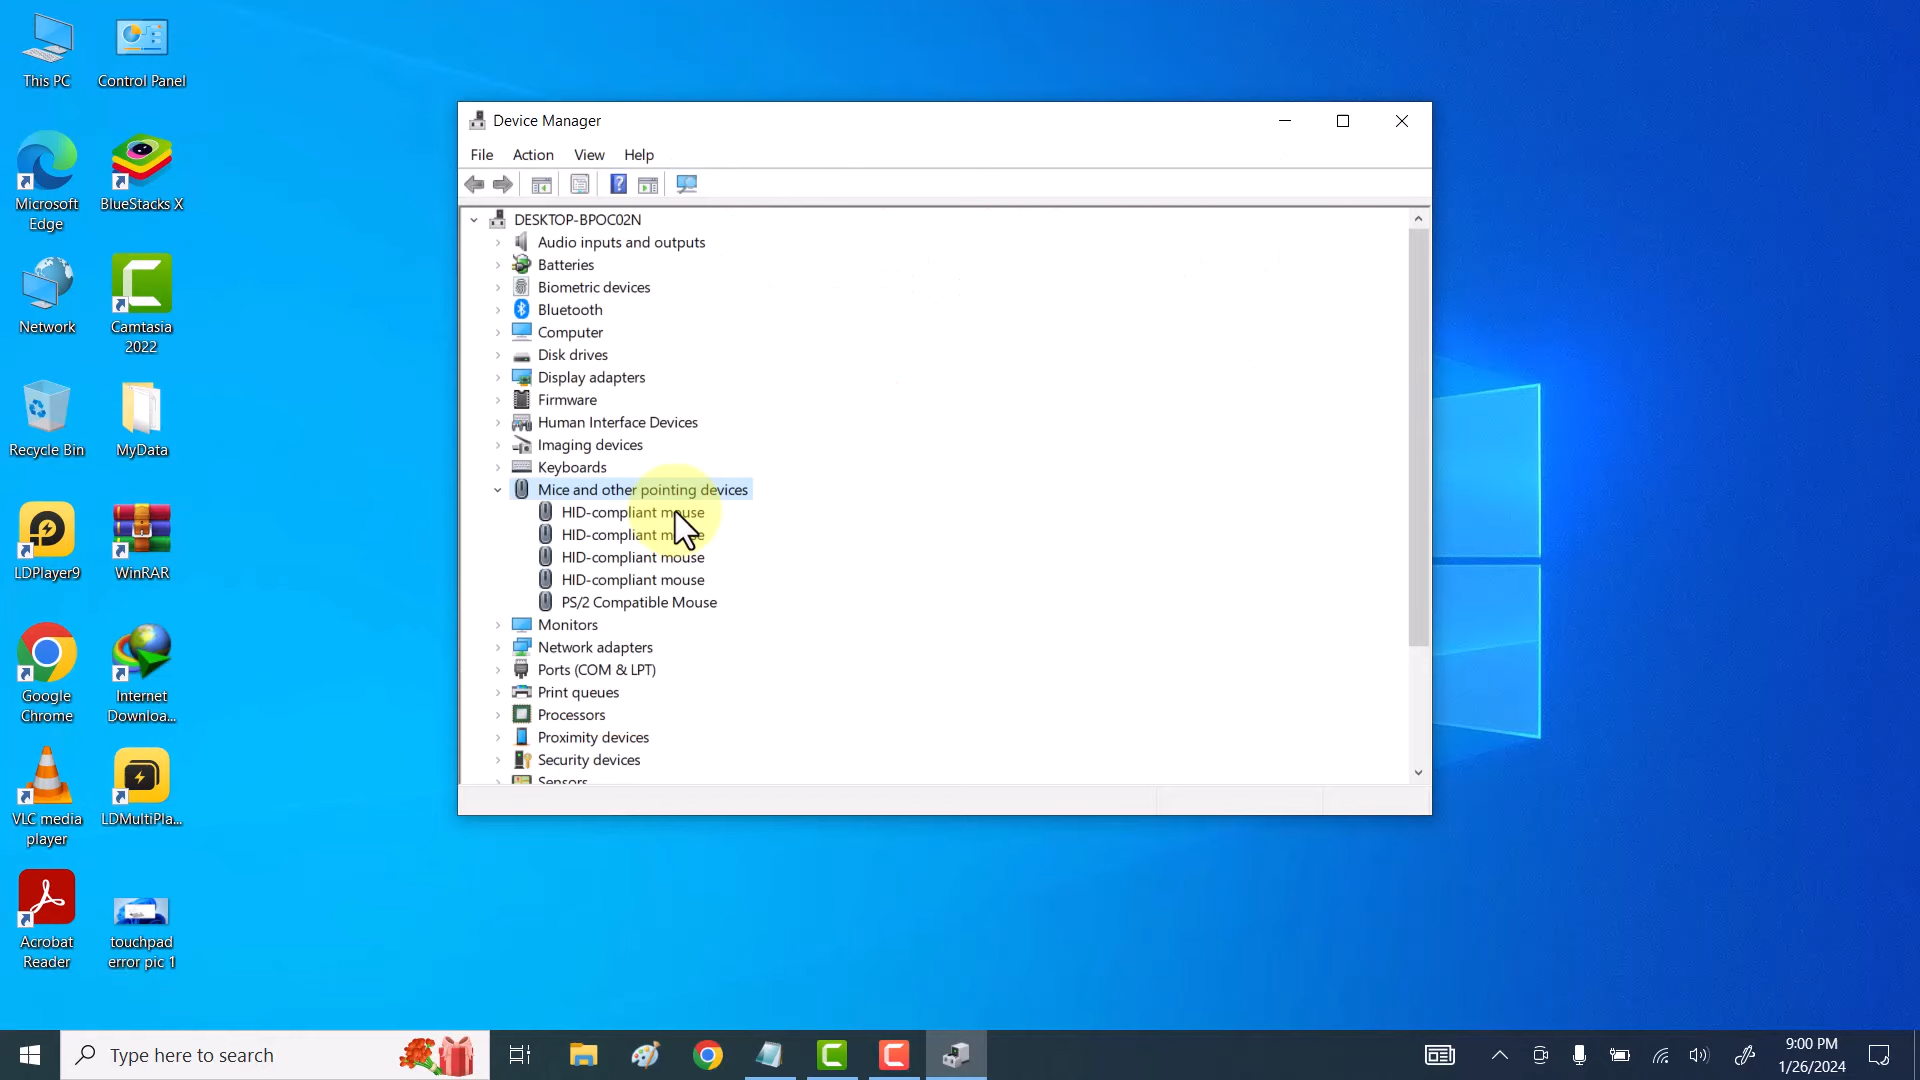 This PC
Control Panel
Microsoft
Edge
BlueStacks X
Network
Camtasia
2022
Recycle Bin
MyData
LDPlayer9
WinRAR
Google
Chrome
Internet
Downloa...
VLC media
player
LDMultiPla...
Acrobat
Reader
touchpad
error pic 1
Device Manager
File Action View Help
DESKTOP-BPOC02N
Audio inputs and outputs
Batteries
Biometric devices
Bluetooth
Computer
Disk drives
Display adapters
Firmware
Human Interface Devices
Imaging devices
Keyboards
Mice and other pointing devices
HID-compliant mouse
HID-compliant mouse
HID-compliant mouse
HID-compliant mouse
PS/2 Compatible Mouse
Monitors
Network adapters
Ports (COM & LPT)
Print queues
Processors
Proximity devices
Security devices
Sensors
Type here to search
9:00 PM
1/26/2024